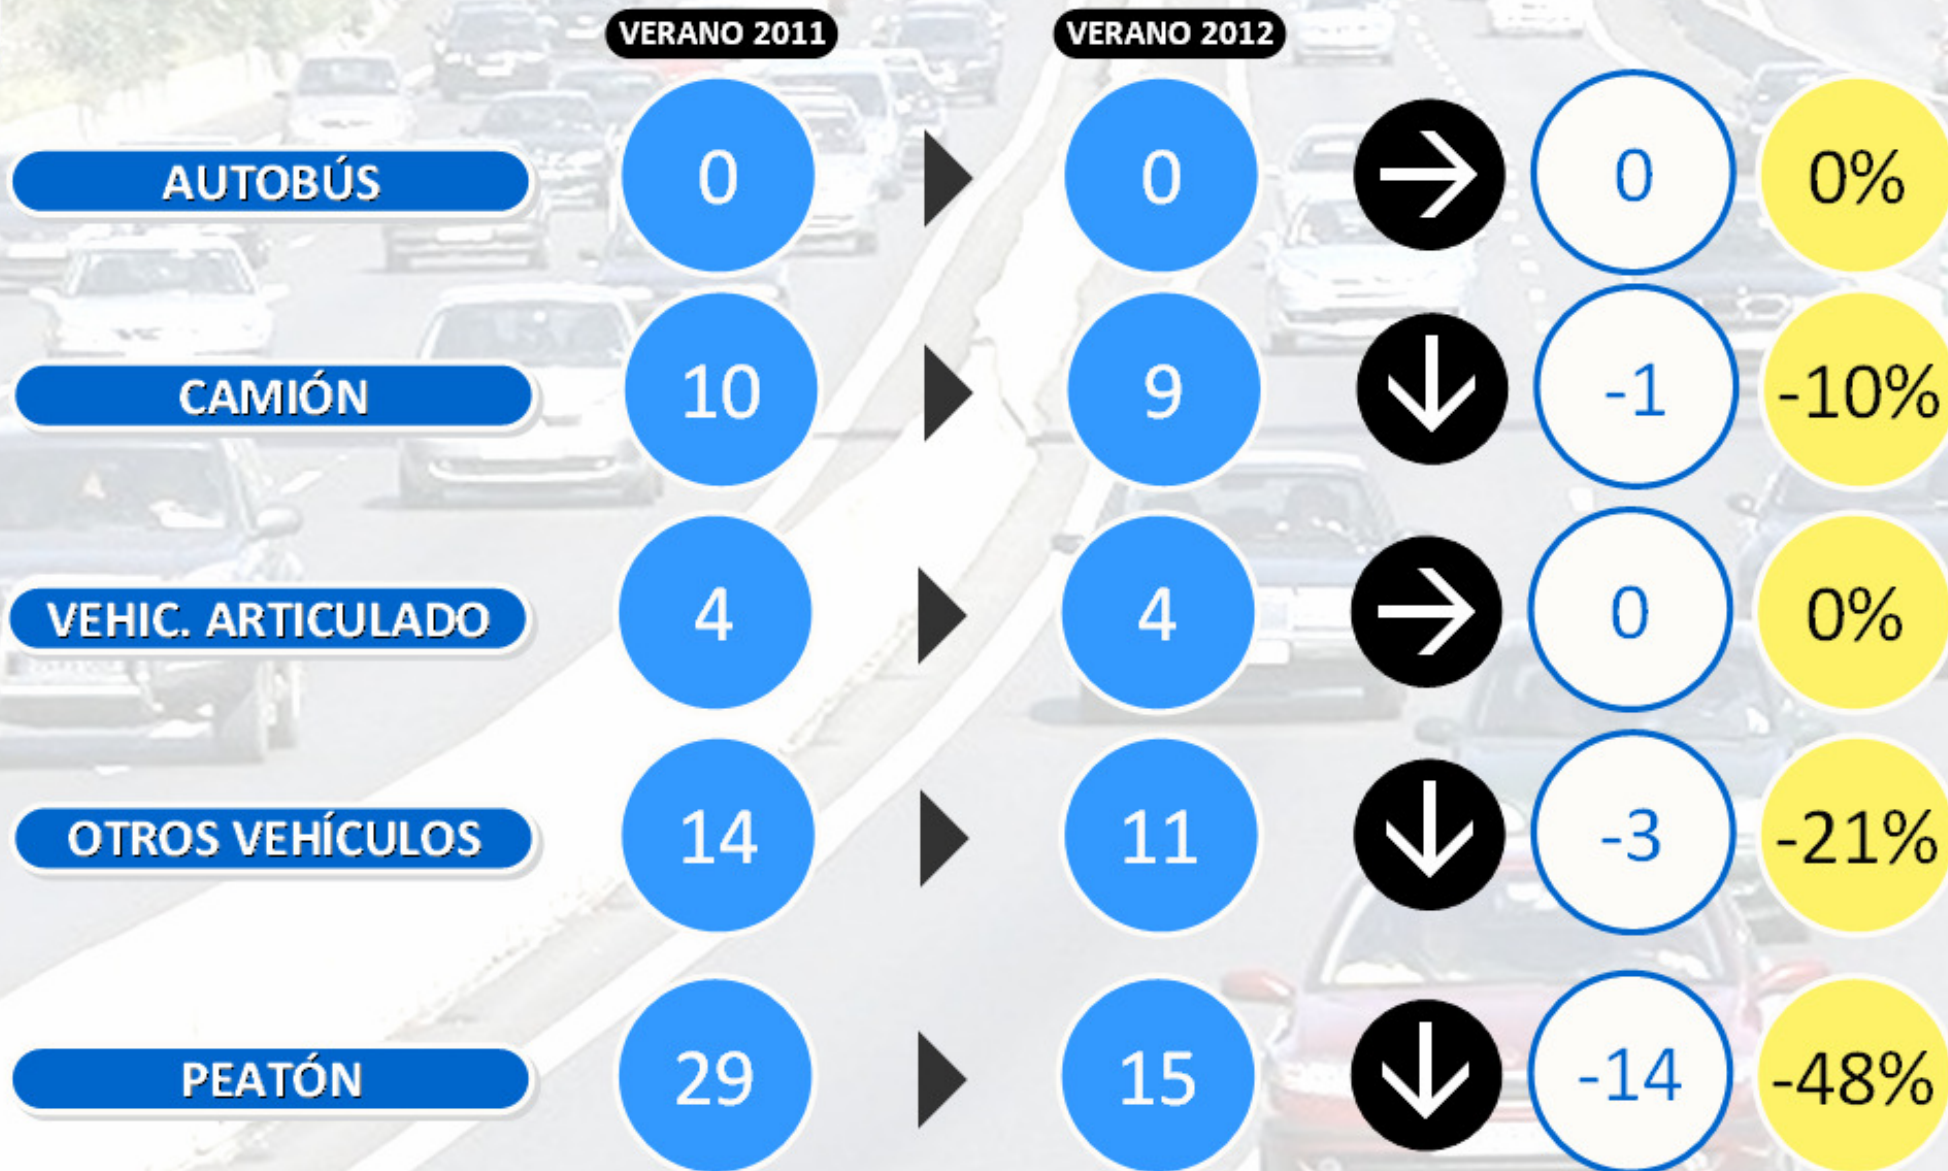 VERANO 2011 VERANO 2012
AUTOBÚS 0 0 0 0%
CAMIÓN 10 9 -1 -10%
VEHIC. ARTICULADO 4 4 0 0%
OTROS VEHÍCULOS 14 11 -3 -21%
PEATÓN 29 15 -14 -48%